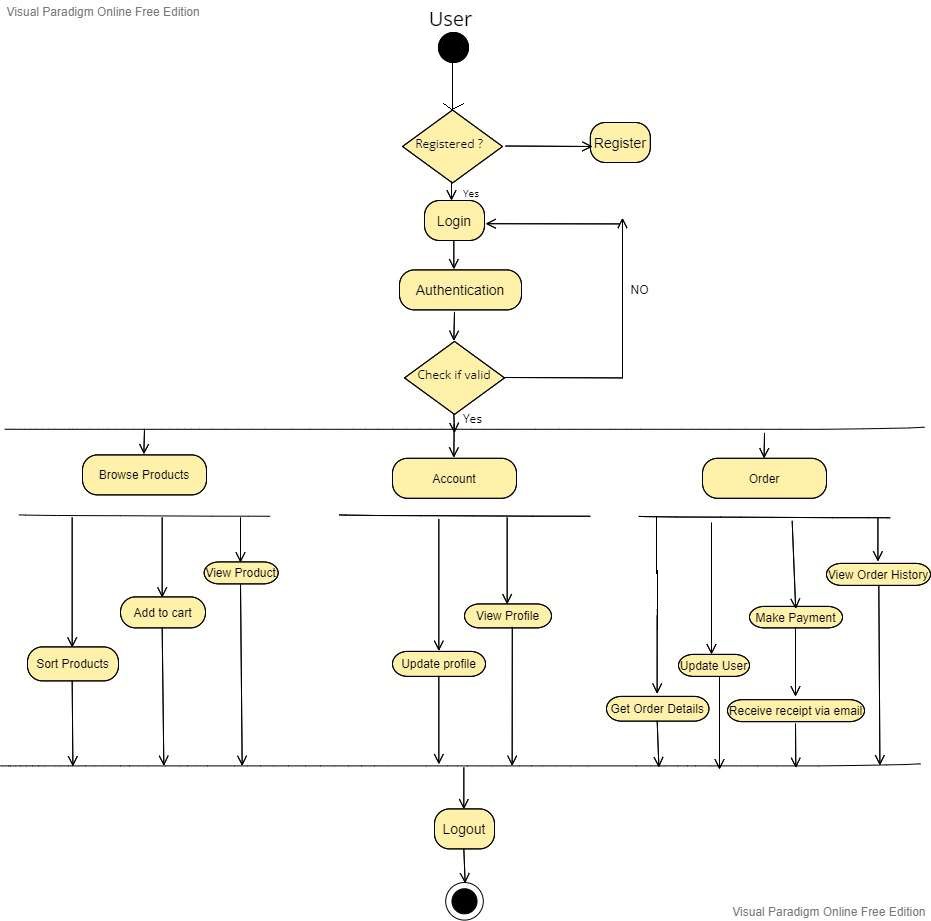 Visual Paradigm Online Free Edition
User
Registered ?
Register
Yes
Login
Authentication
NO
Check if valid
Yes
Browse Products
Account
Order
View Product
View Order History
Add to cart
View Profile
Make Payment
Sort Products
Update profile
Update User
Get Order Details
Receive receipt via email
Logout
Visual Paradigm Online Free Edition